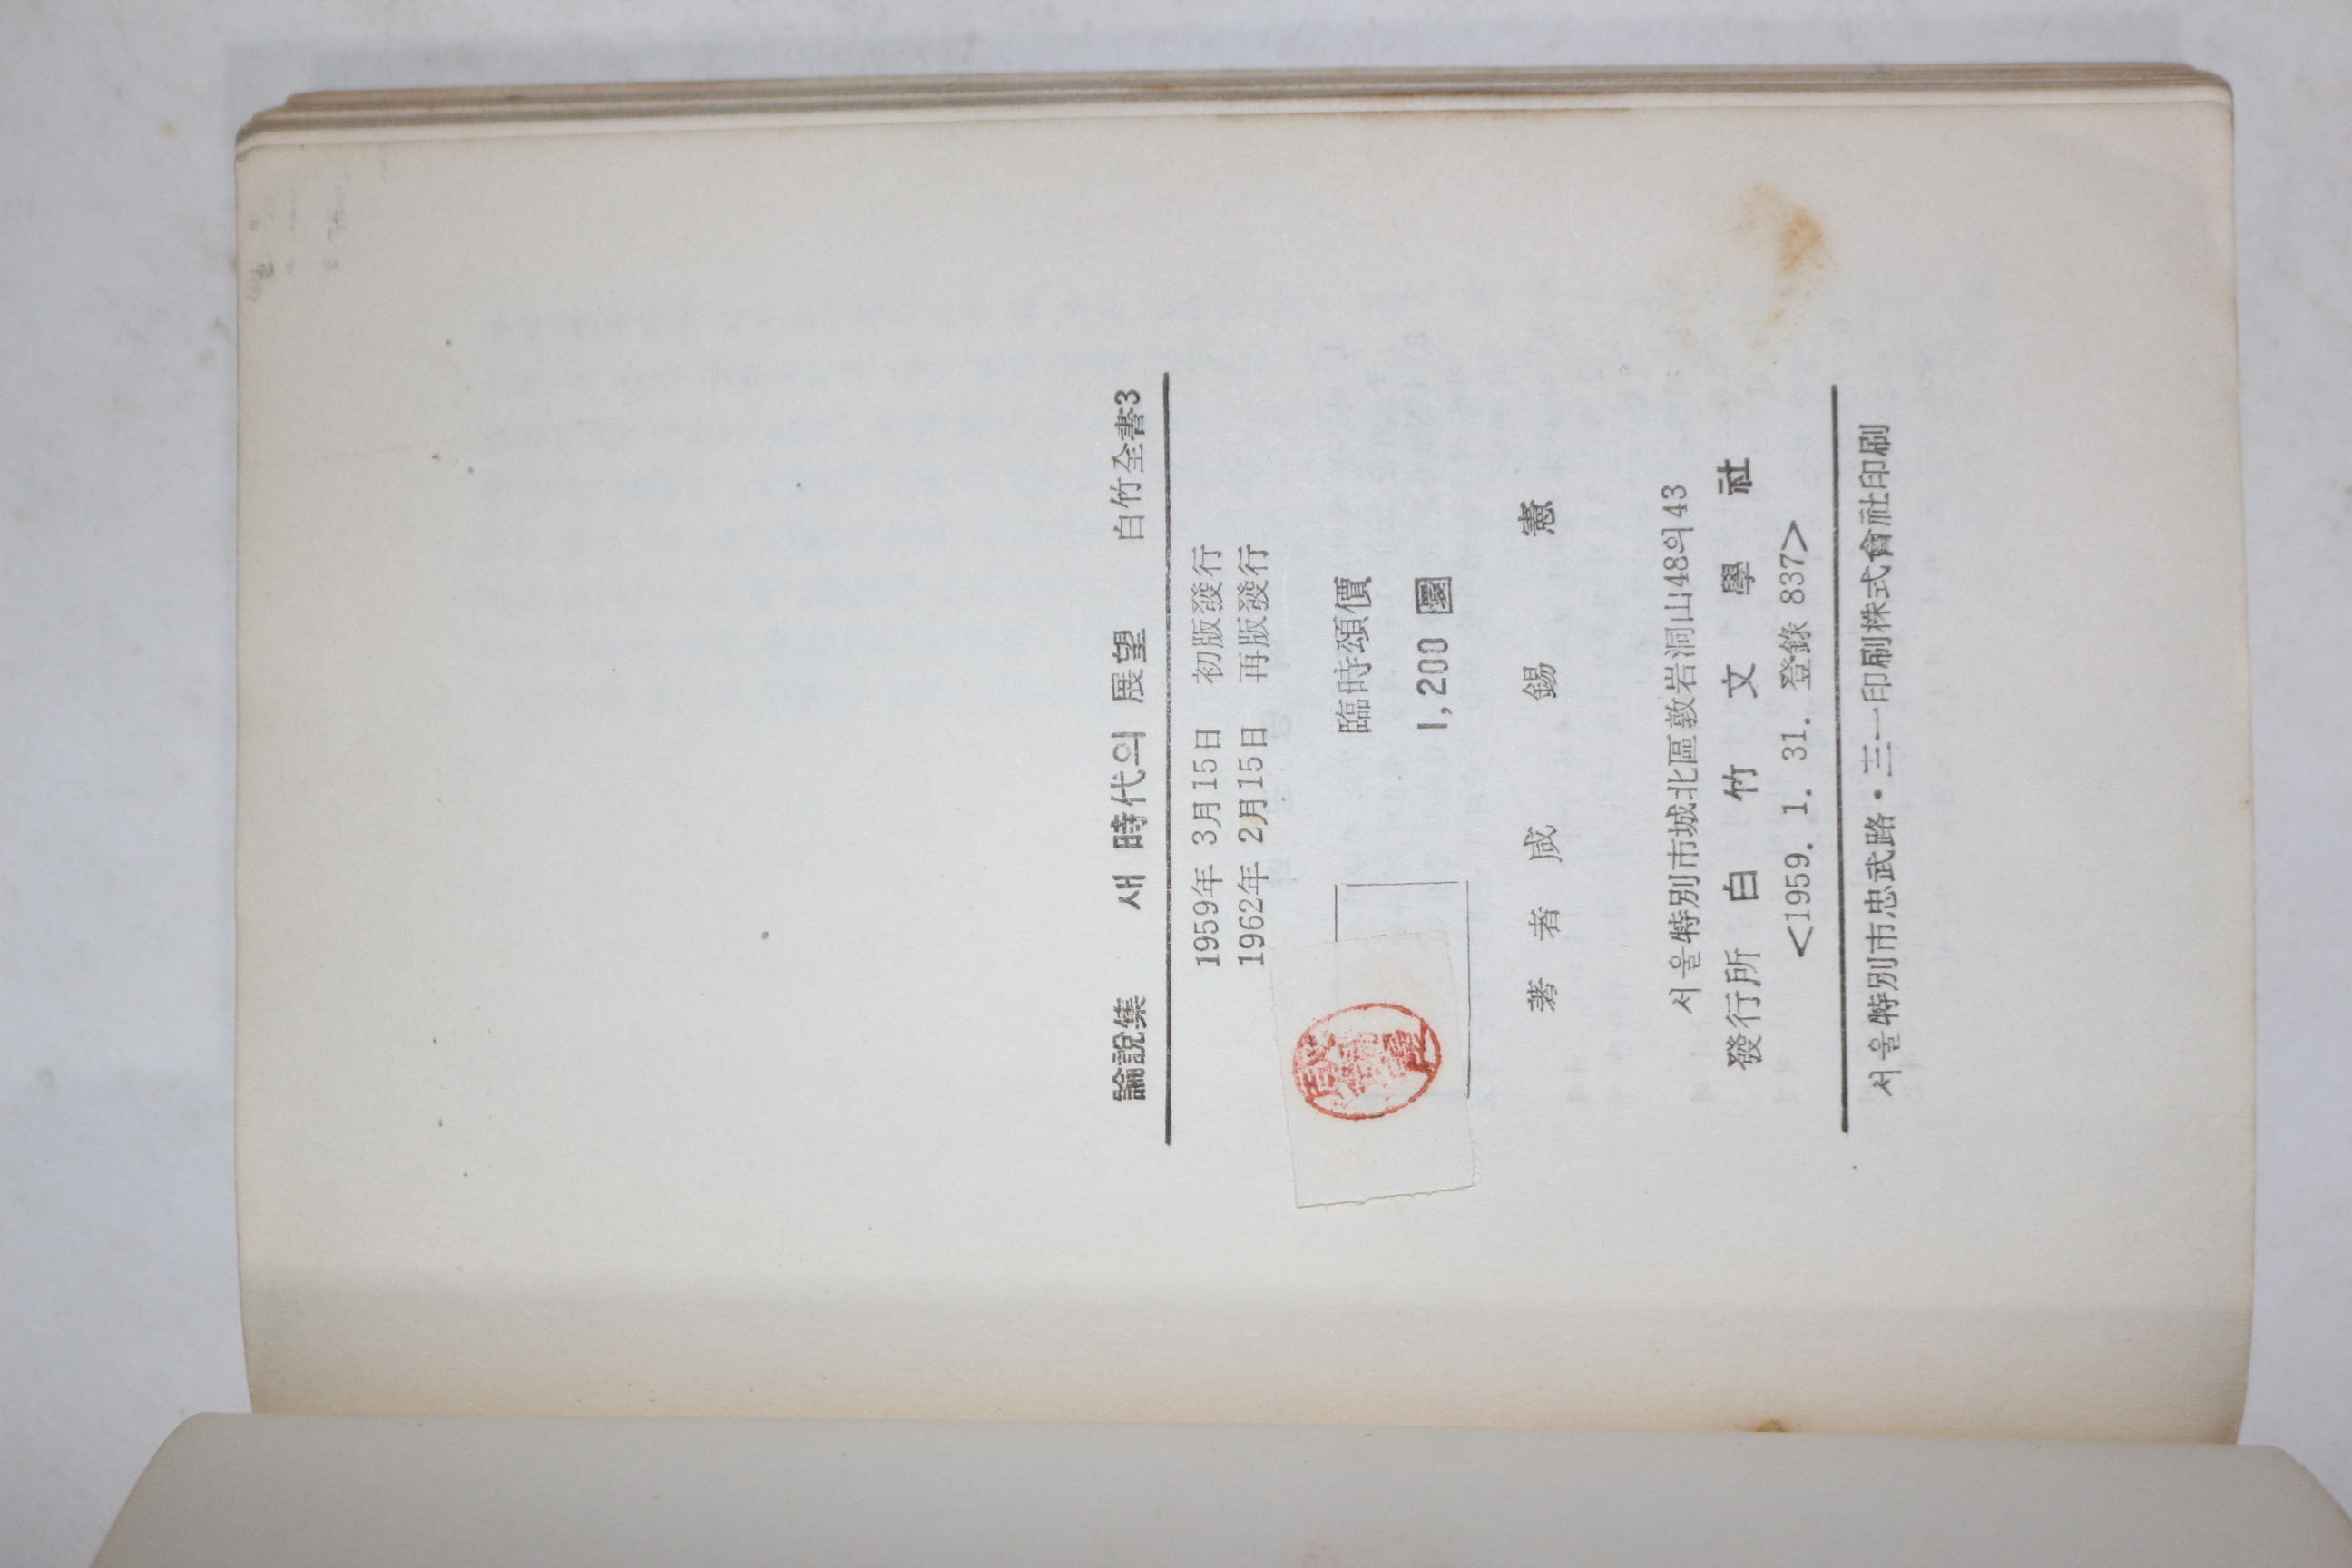 論說集 새 時代의 展望 白竹全書3
1959年 3月15日 初版發行
1962年 2月15日 再版發行
臨時頌價
1,200 圜
著者 咸錫憲
서울特別市城北區敦岩洞山48의43
發行所 白竹文學社
<1959. 1. 31. 登錄 837>
서울特別市忠武路・三一印刷株式會社印刷